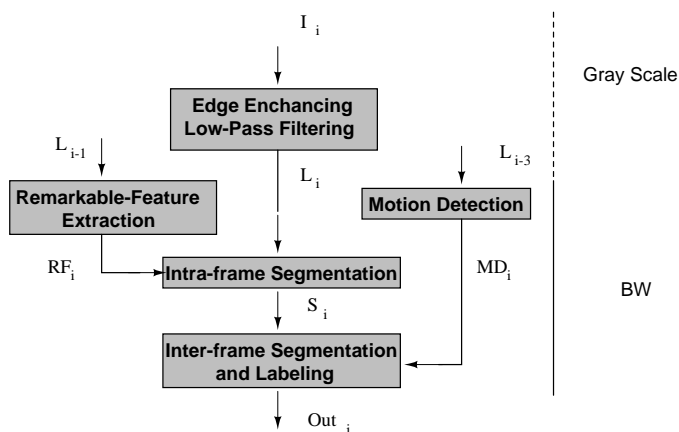 I i
Gray Scale
Edge Enchancing
Low-Pass Filtering
L i-1
L i
L i-3
Remarkable-Feature
Extraction
Motion Detection
RF i
Intra-frame Segmentation
MD i
BW
S i
Inter-frame Segmentation
and Labeling
Out i